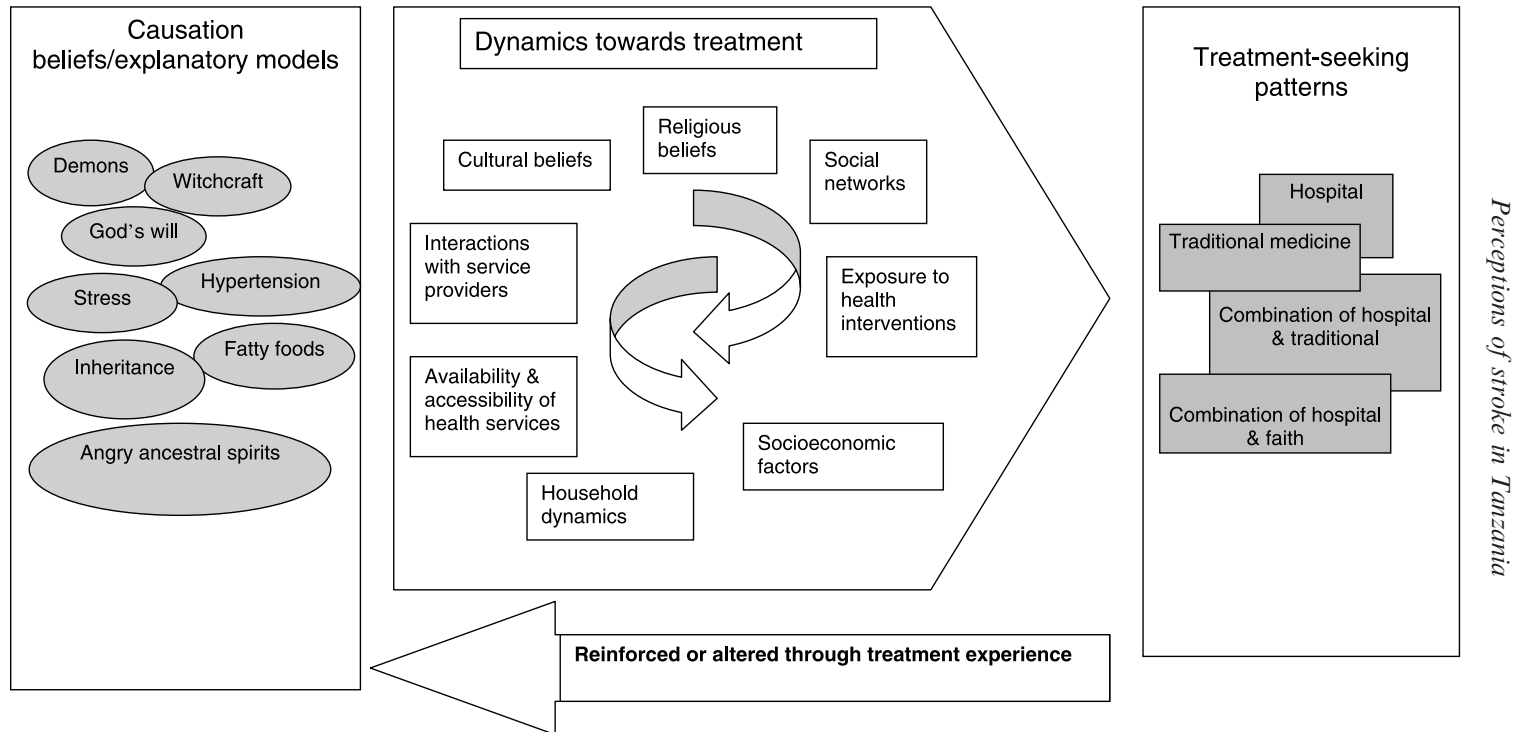 Causation
beliefs/explanatory models
Demons
Witchcraft
God's will
Hypertension
Stress
Fatty foods
Inheritance
Angry ancestral spirits
Dynamics towards treatment
Religious
beliefs
Cultural beliefs
Social
networks
Interactions
with service
providers
Exposure to
health
interventions
Availability &
accessibility of
health services
Socioeconomic
factors
Household
dynamics
Reinforced or altered through treatment experience
Treatment-seeking
patterns
Hospital
Traditional medicine
Combination of hospital
& traditional
Combination of hospital
& faith
Perceptions of stroke in Tanzania